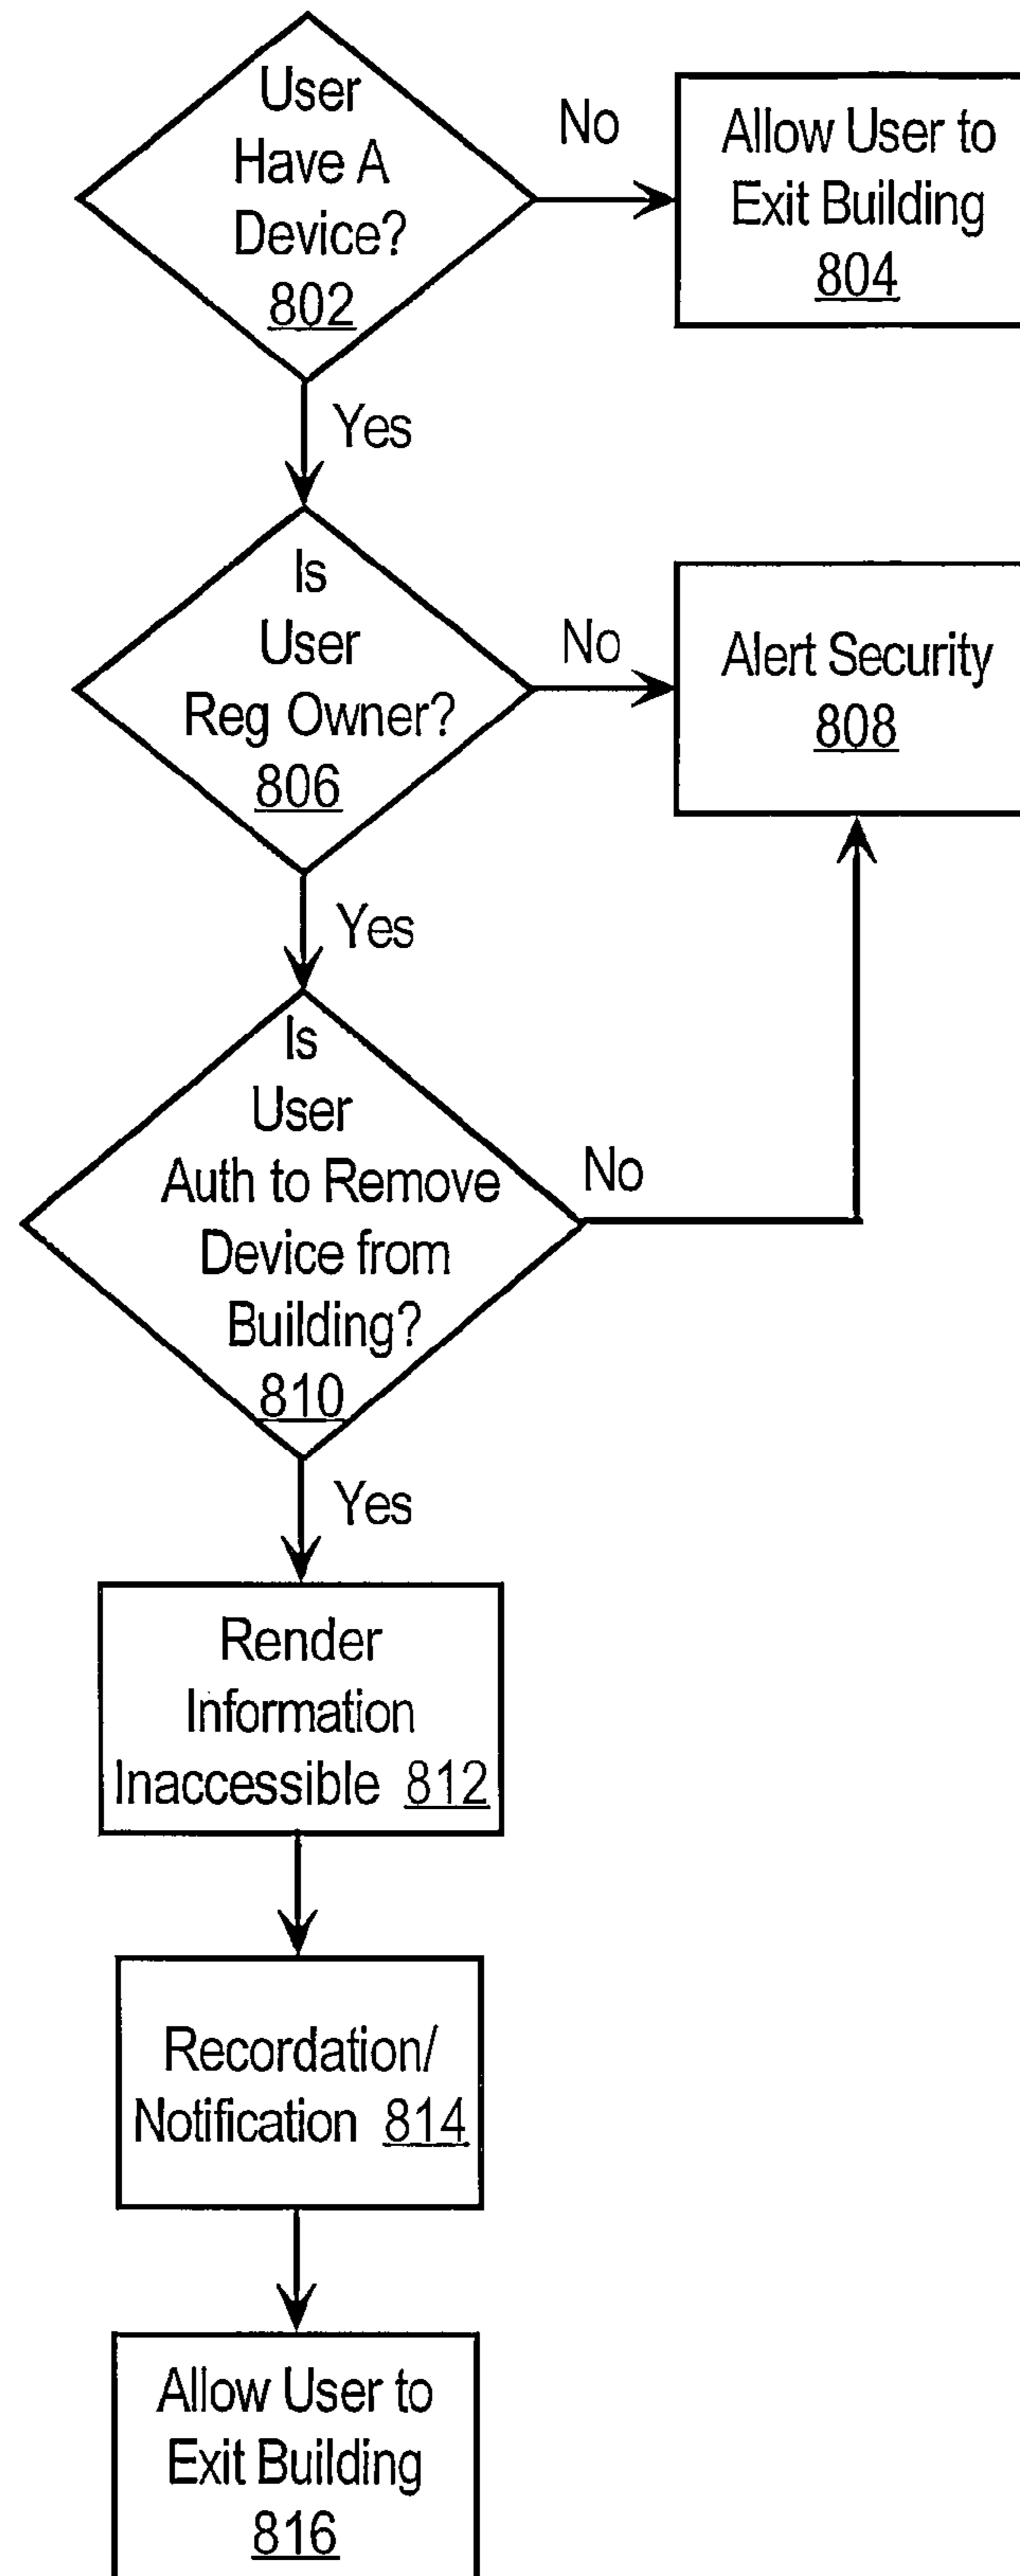 User
Have A
Device?
802
No
Allow User to
Exit Building
804
Yes
Is
User
Reg Owner?
806
No
Alert Security
808
Yes
Is
User
Auth to Remove
Device from
Building?
810
No
Yes
Render
Information
Inaccessible 812
Recordation/
Notification 814
Allow User to
Exit Building
816